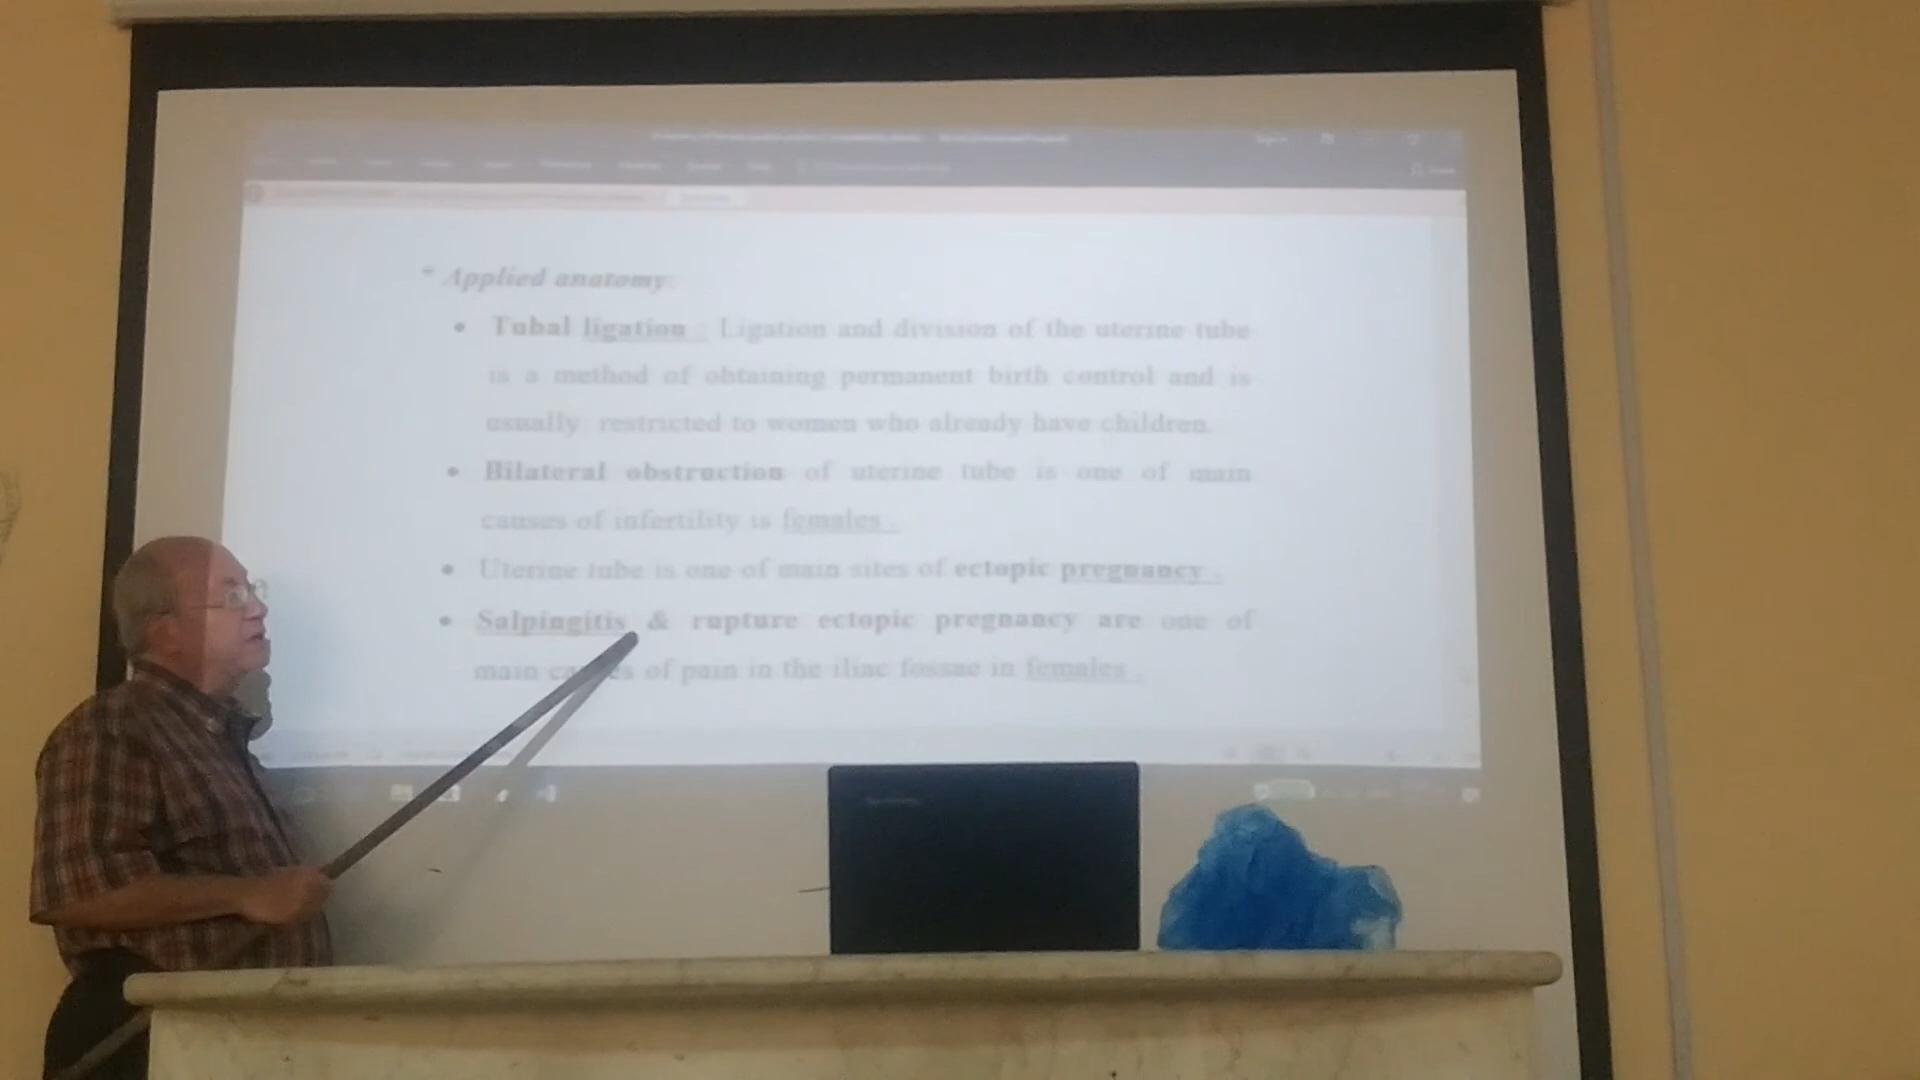 * Applied anatomy:
• Tubal ligation : Ligation and division of the uterine tube
is a method of obtaining permanent birth control and is
usually restricted to women who already have children.
• Bilateral obstruction of uterine tube is one of main
causes of infertility is females .
• Uterine tube is one of main sites of ectopic pregnancy .
• Salpingitis & rupture ectopic pregnancy are one of
main causes of pain in the iliac fossae in females .